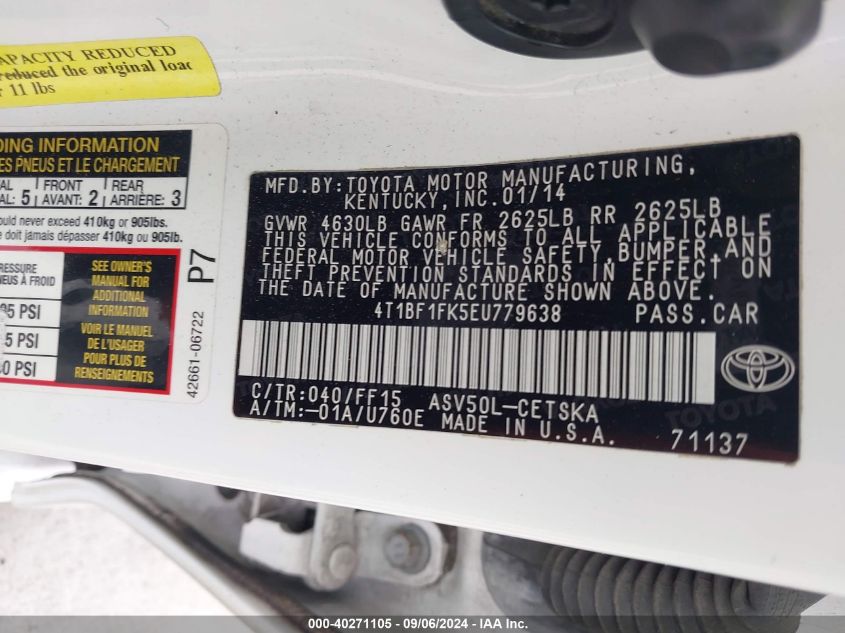 CAPACITY REDUCED
reduced the original loa
11 lbs
DING INFORMATION
ES PNEUS ET LE CHARGEMENT
AL: 5 FRONT AVANT: 2 REAR ARRIÈRE: 3
ould never exceed 410kg or 905lbs.
e doit jamais dépasser 410kg ou 905lb.
RESSURE
NEUS À FROID
35 PSI
5 PSI
0 PSI
SEE OWNER'S
MANUAL FOR
ADDITIONAL
INFORMATION
VOIR LE MANUEL
DE L'USAGER
POUR PLUS DE
RENSEIGNEMENTS
P7
42661-06722
MFD.BY:TOYOTA MOTOR MANUFACTURING,
KENTUCKY, INC.01/14
GVWR 4630LB GAWR FR 2625LB RR 2625LB
THIS VEHICLE CONFORMS TO ALL APPLICABLE
FEDERAL MOTOR VEHICLE SAFETY,BUMPER,AND
THEFT PREVENTION STANDARDS IN EFFECT ON
THE DATE OF MANUFACTURE SHOWN ABOVE.
4T1BF1FK5EU779638 PASS.CAR
C/TR:040/FF15 ASV50L-CETSKA
A/TM:-01A/U760E MADE IN U.S.A. 71137
TOYOTA
000-40271105 - 09/06/2024 - IAA Inc.